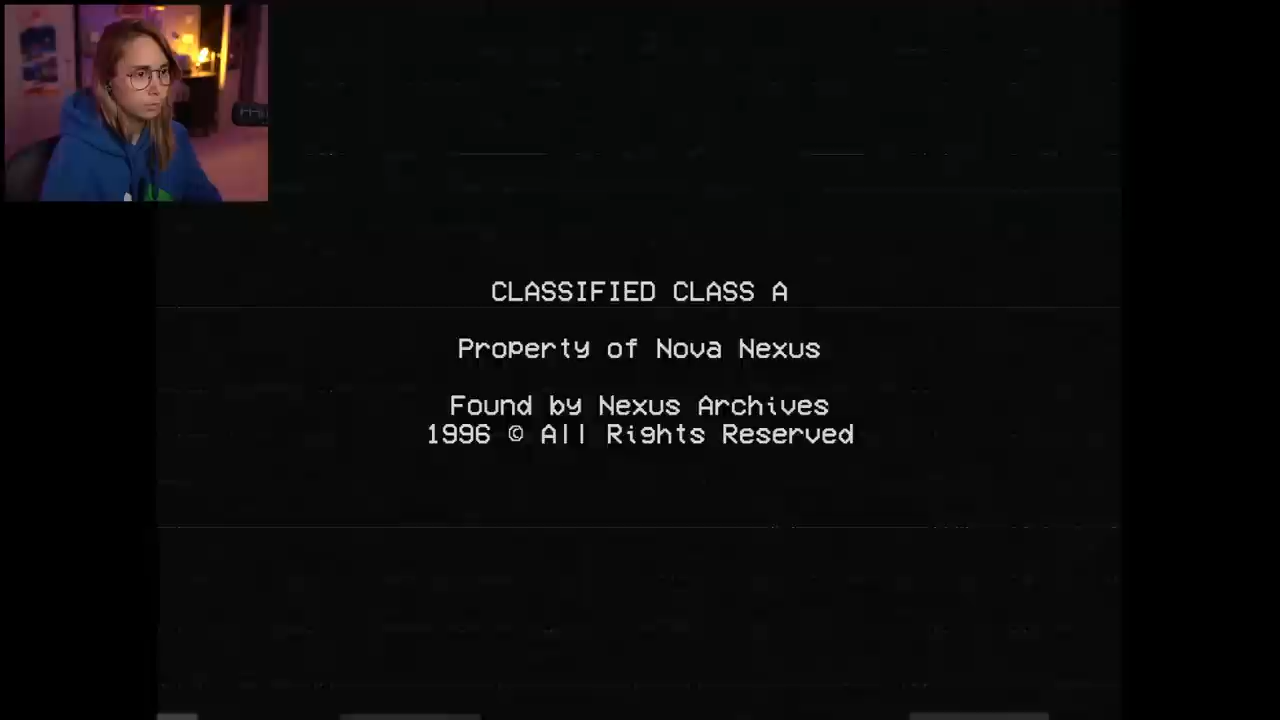 CLASSIFIED CLASS A
Property of Nova Nexus
Found by Nexus Archives
1996 © All Rights Reserved